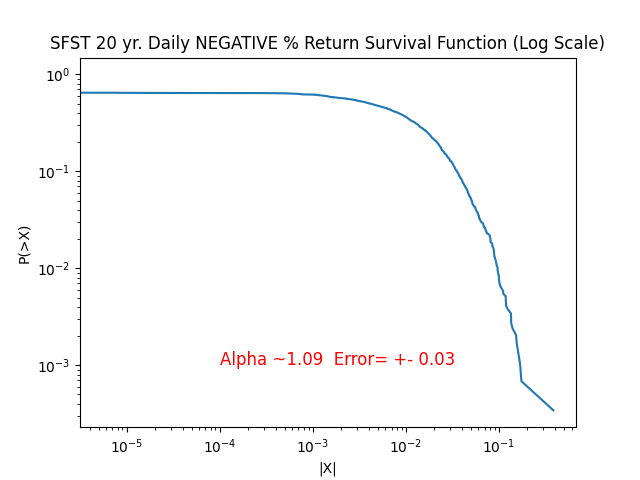 SFST 20 yr. Daily NEGATIVE % Return Survival Function (Log Scale)
10⁰
10⁻¹
10⁻²
10⁻³
P(>X)
Alpha ~1.09  Error= +- 0.03
10⁻⁵ 10⁻⁴ 10⁻³ 10⁻² 10⁻¹
|X|